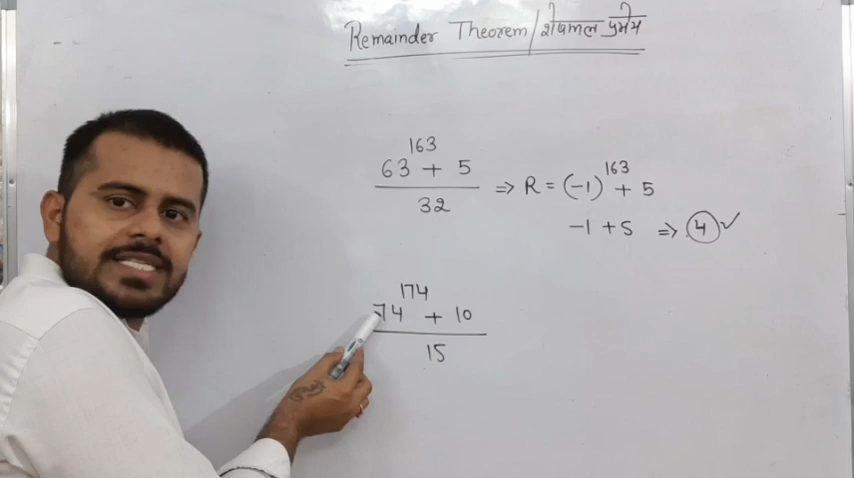 Remainder Theorem/शेषफल प्रमेय
163
63 + 5
32
⇒ R = (-1)^163 + 5
-1 + 5 ⇒ 4 ✓
174
74 + 10
15